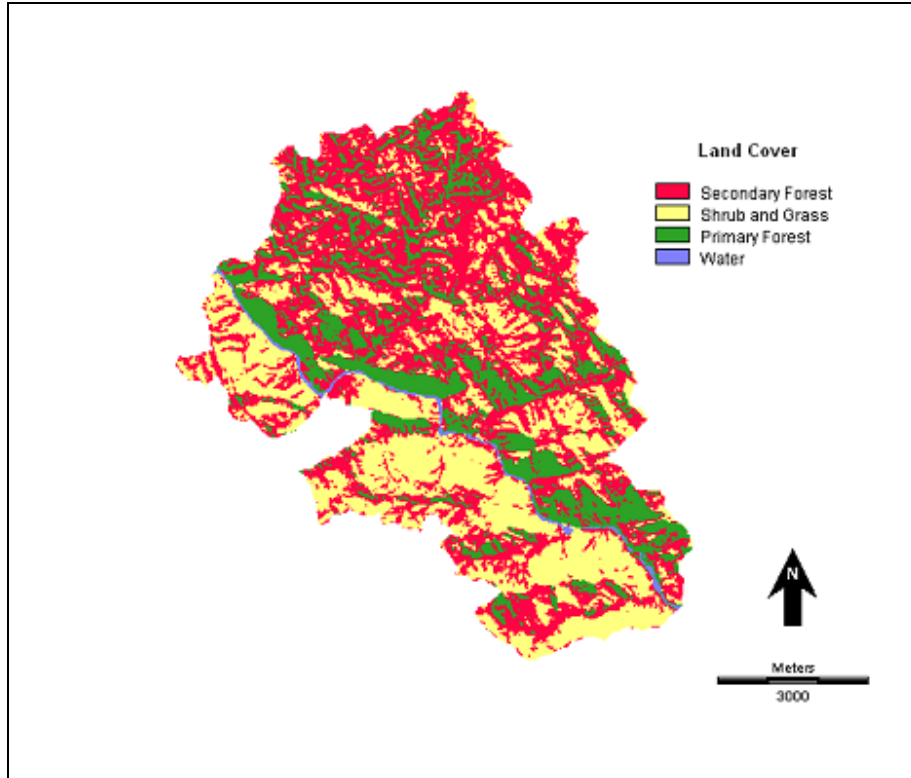 Land Cover
Secondary Forest
Shrub and Grass
Primary Forest
Water
N
Meters
3000